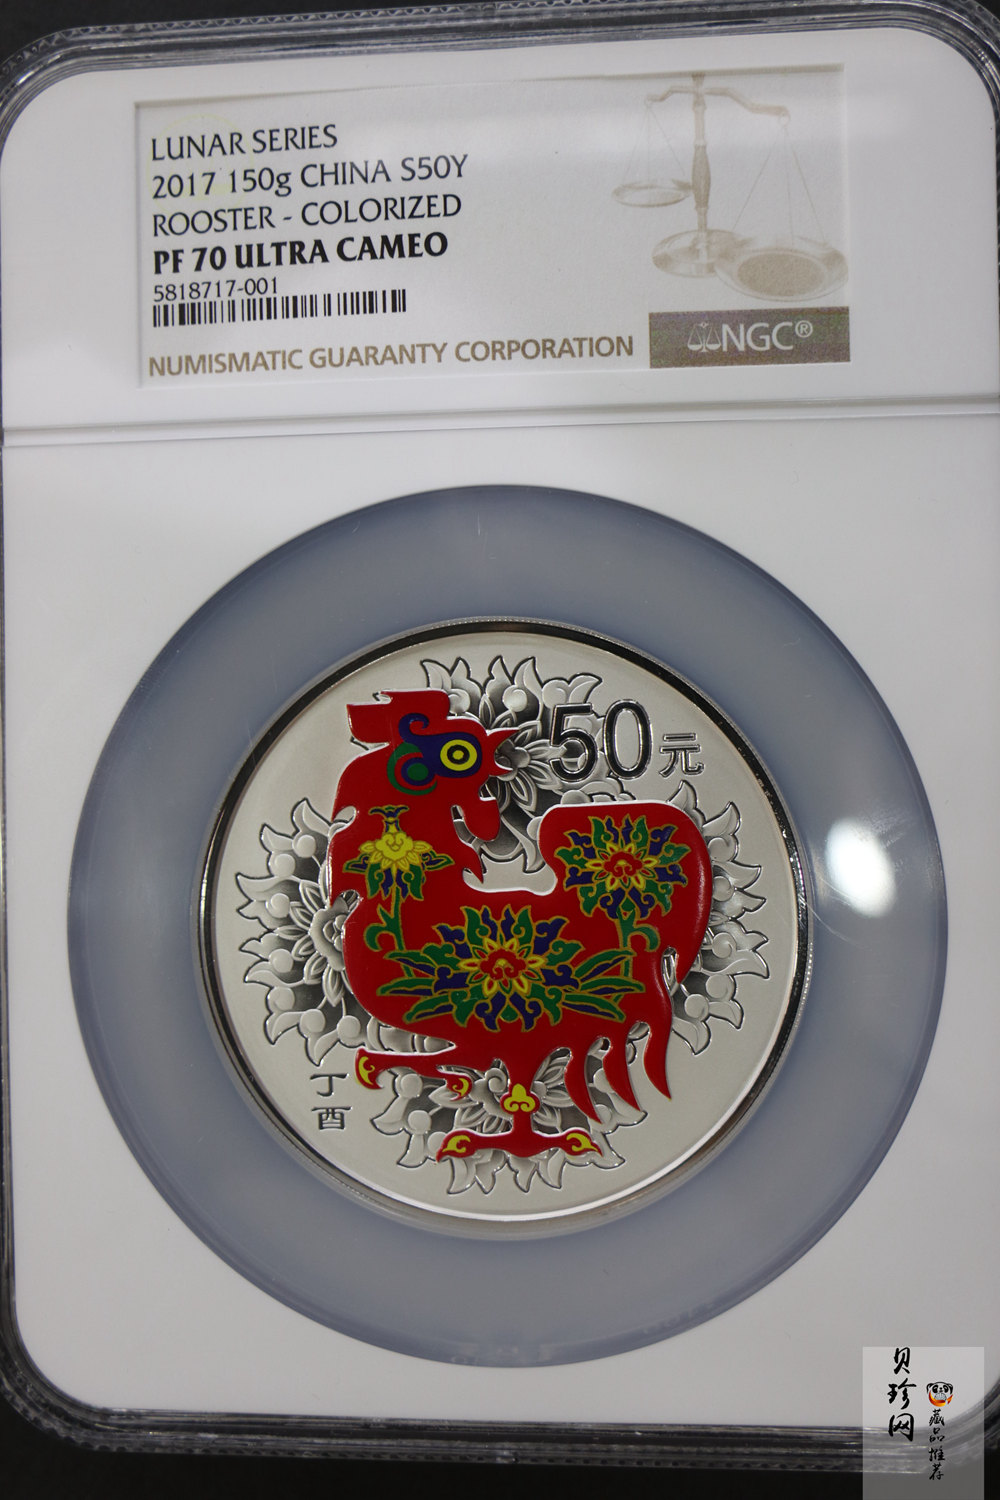 LUNAR SERIES
2017 150g CHINA S50Y
ROOSTER - COLORIZED
PF 70 ULTRA CAMEO
5818717-001
NUMISMATIC GUARANTY CORPORATION
NGC®
50元
丁酉
贝珍网
藏品推荐